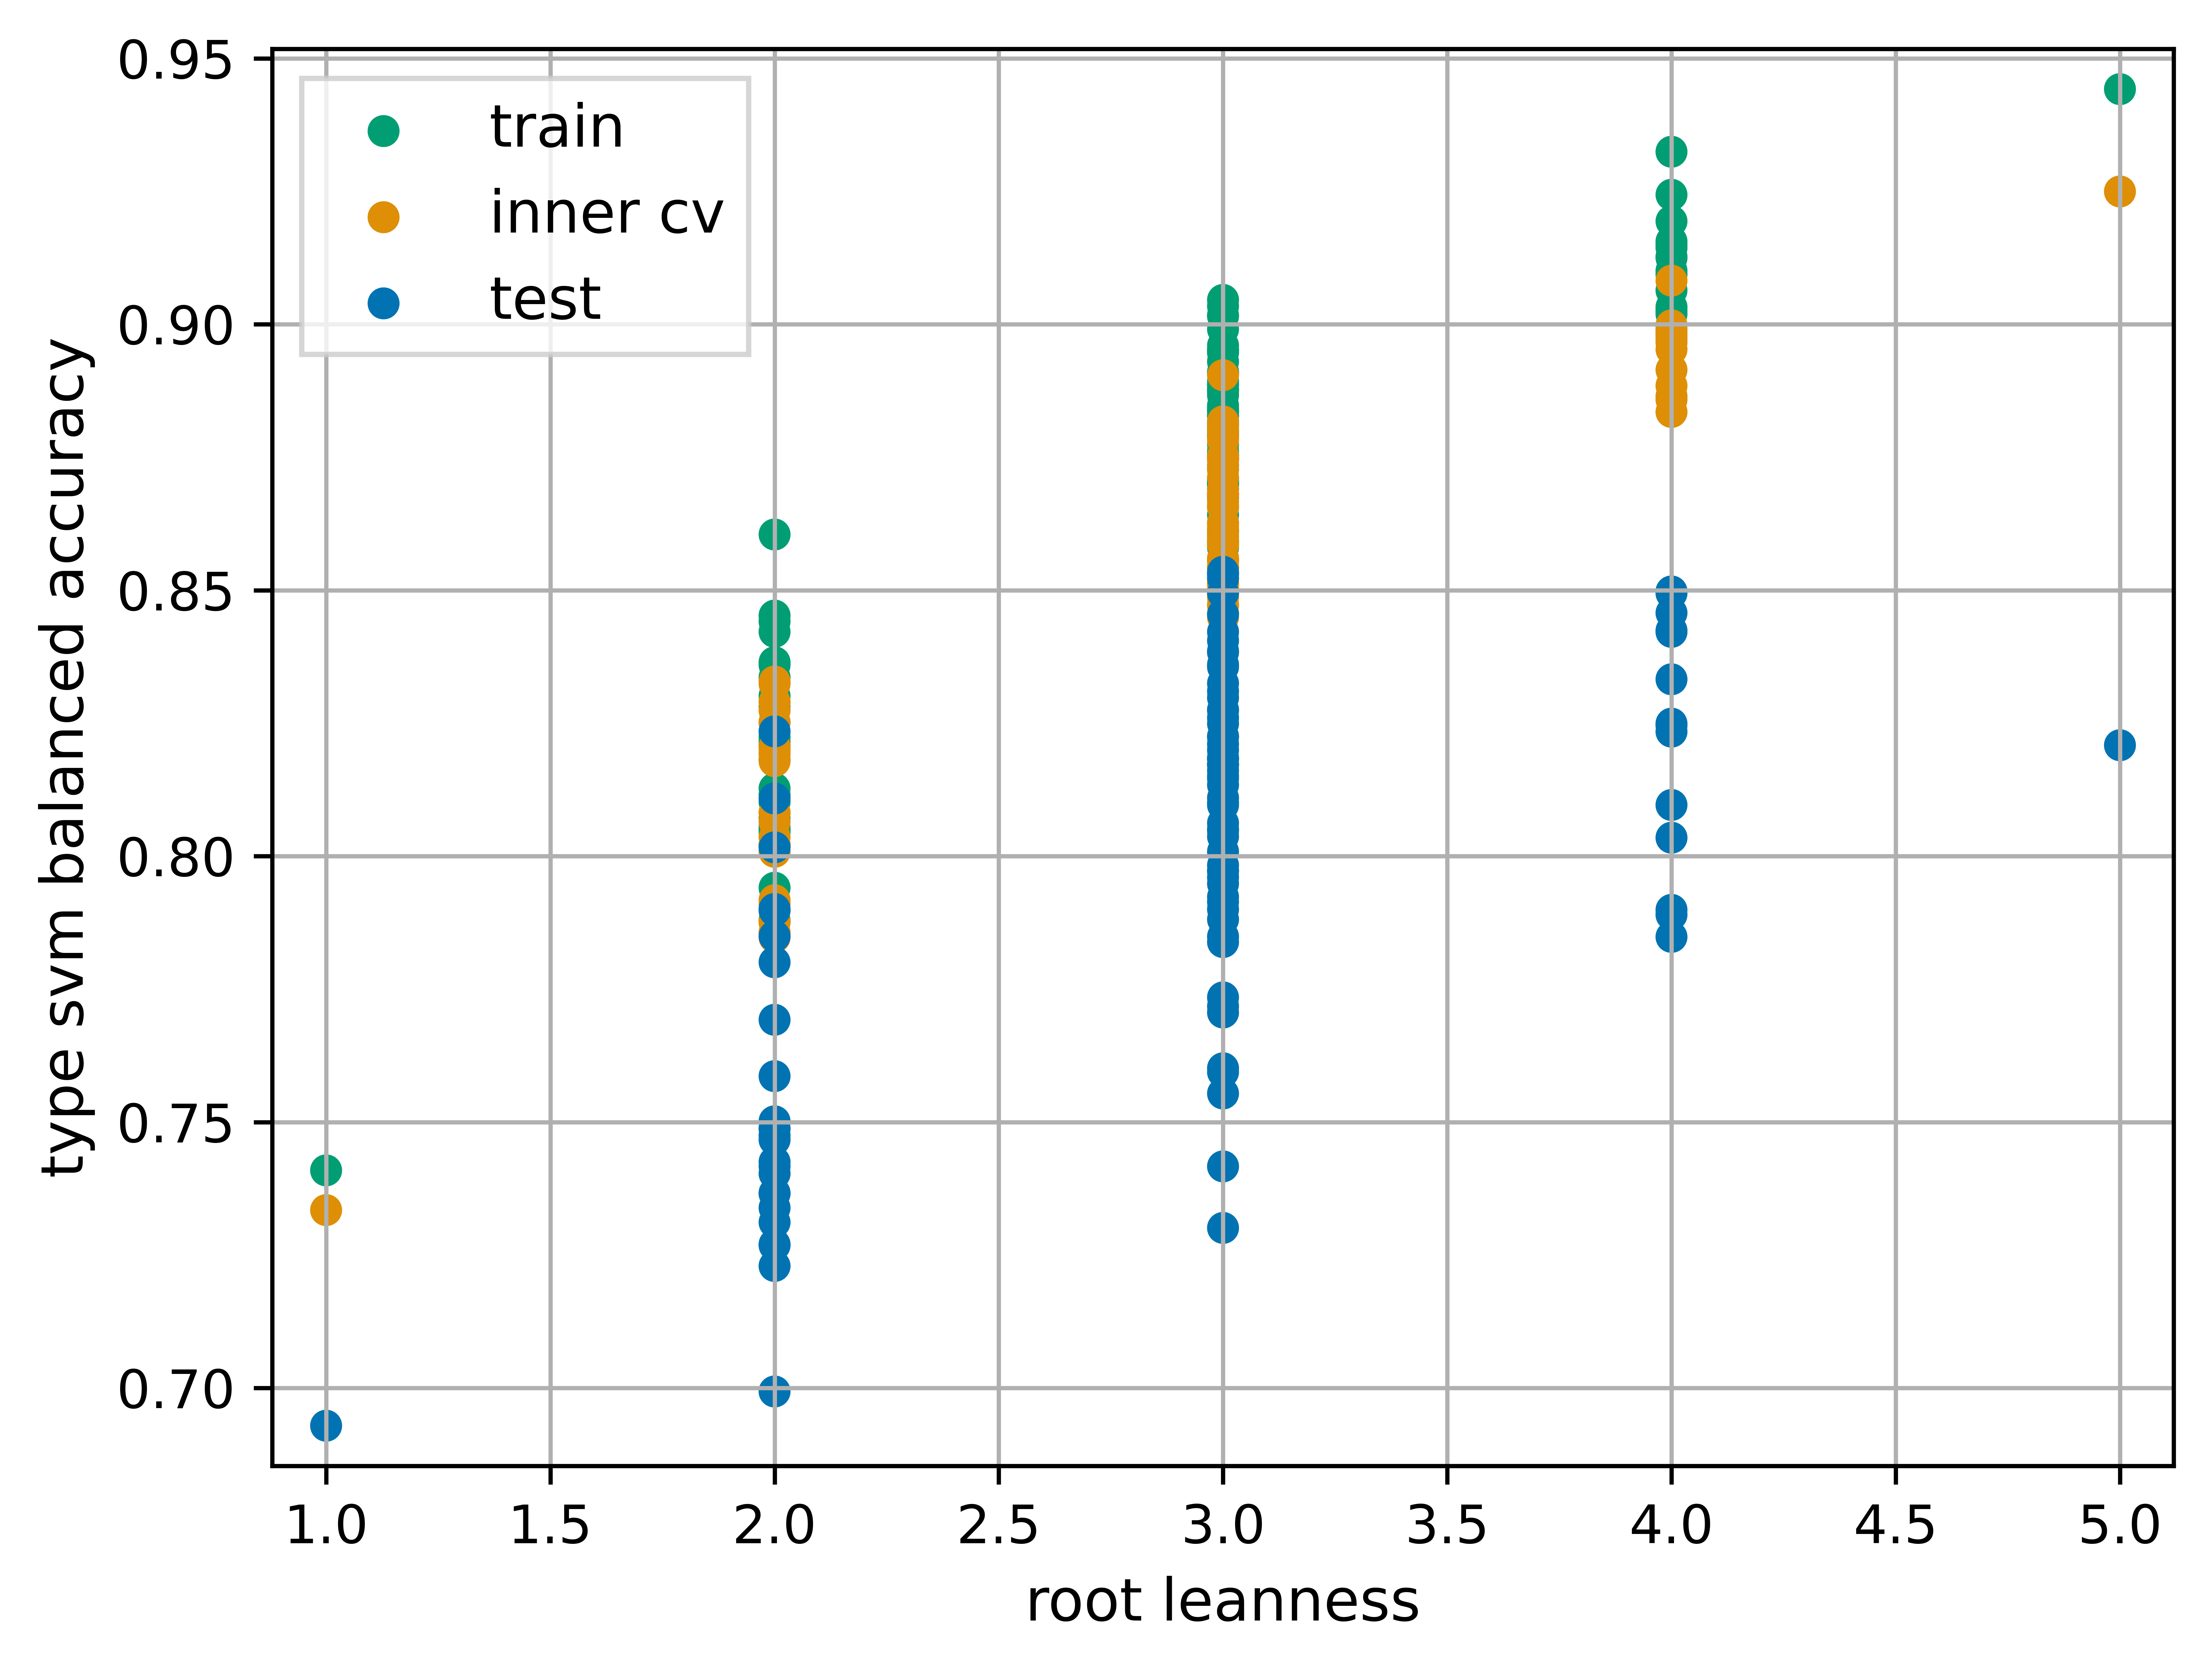 train
inner cv
test
0.95
0.90
0.85
0.80
0.75
0.70
type svm balanced accuracy
1.0 1.5 2.0 2.5 3.0 3.5 4.0 4.5 5.0
root leanness